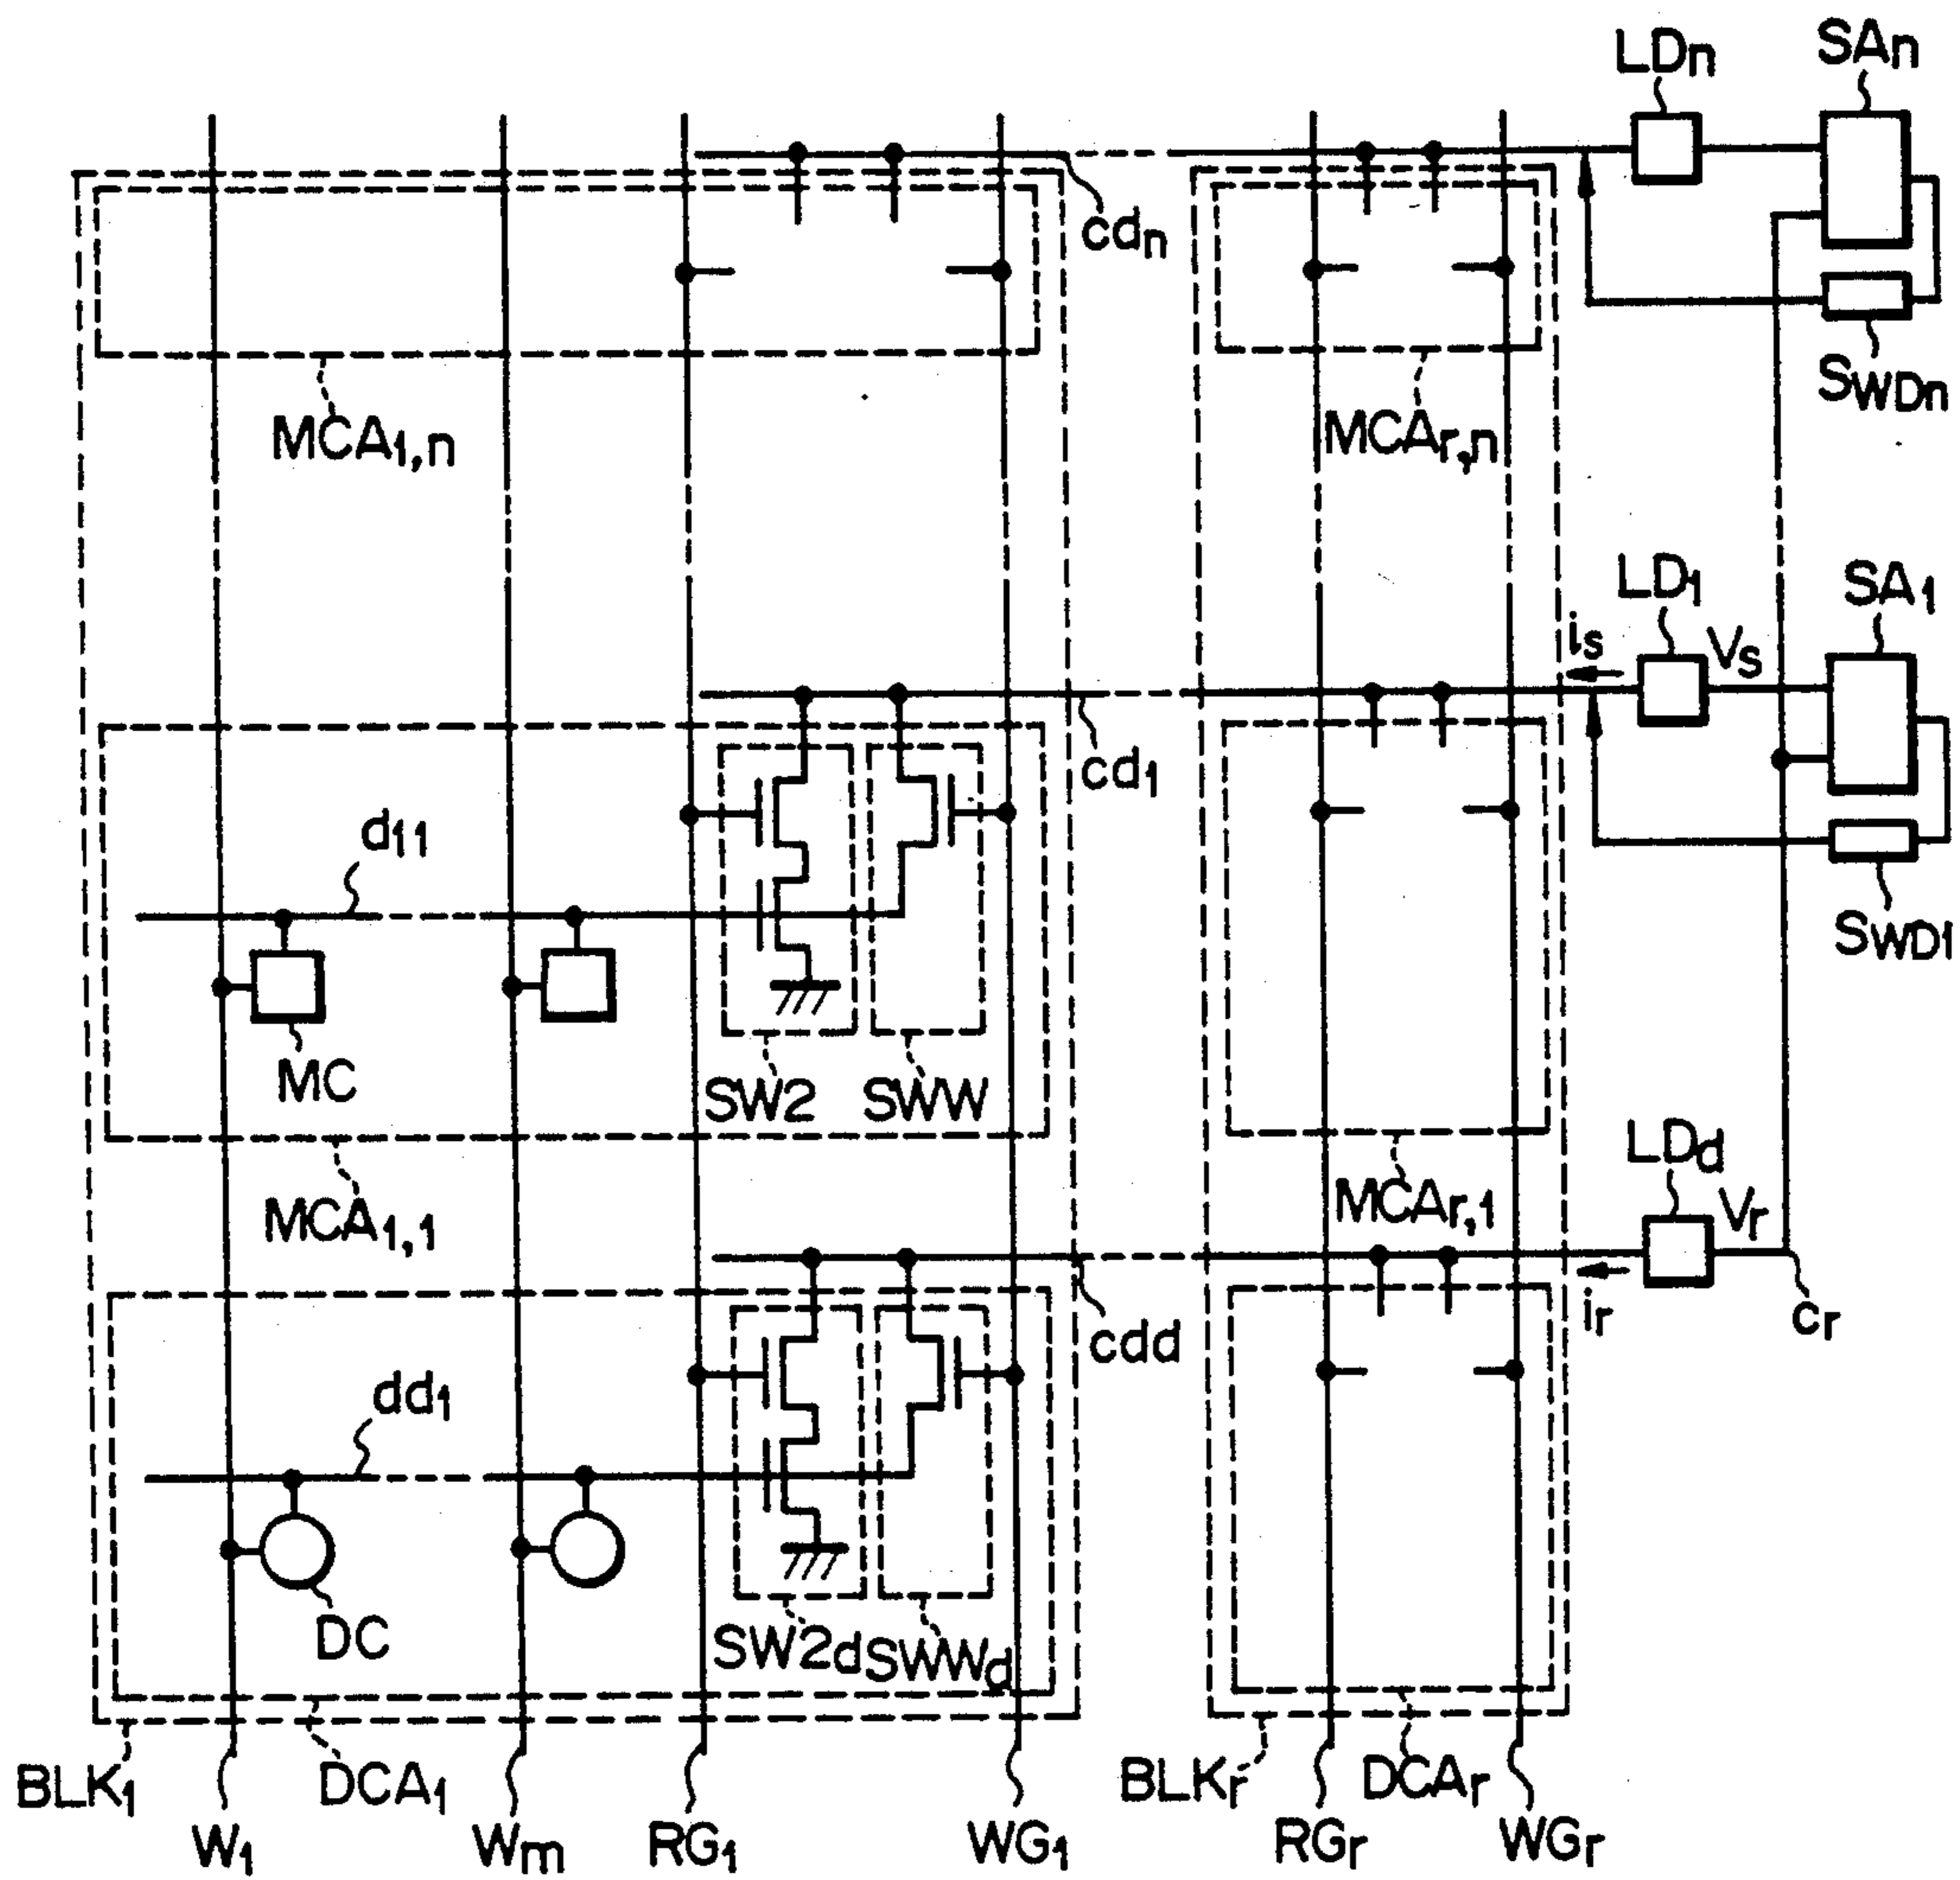 LDn
SAn
cdn
SWDn
MCA1,n
MCAr,n
LD1
SA1
is
Vs
cd1
d11
SWD1
MC
SW2
SWW
LDd
MCAr,1
Vr
MCA1,1
ir
cr
cdd
dd1
DC
SW2d
SWWd
BLK1
DCA1
BLKr
DCAr
W1
Wm
RG1
WG1
RGr
WGr